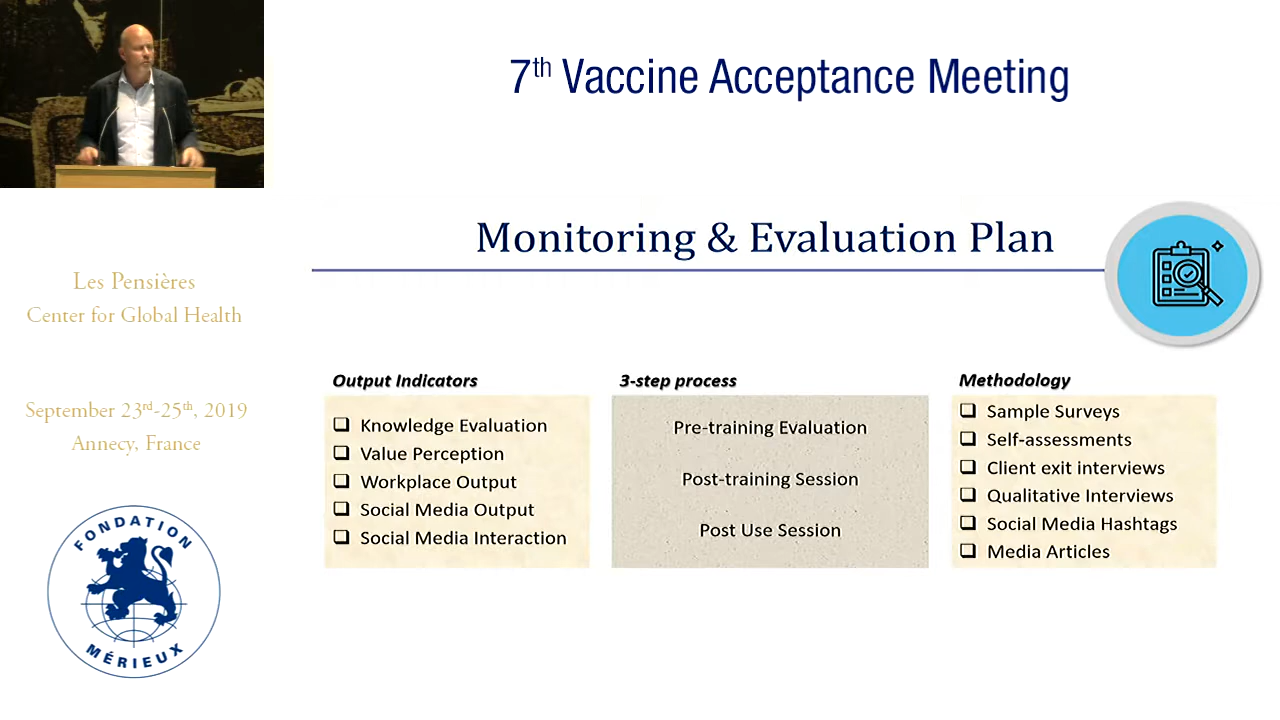 7th Vaccine Acceptance Meeting
Monitoring & Evaluation Plan
Les Pensières
Center for Global Health
September 23rd-25th, 2019
Annecy, France
FONDATION
MÉRIEUX
Output Indicators
Knowledge Evaluation
Value Perception
Workplace Output
Social Media Output
Social Media Interaction
3-step process
Pre-training Evaluation
Post-training Session
Post Use Session
Methodology
Sample Surveys
Self-assessments
Client exit interviews
Qualitative Interviews
Social Media Hashtags
Media Articles